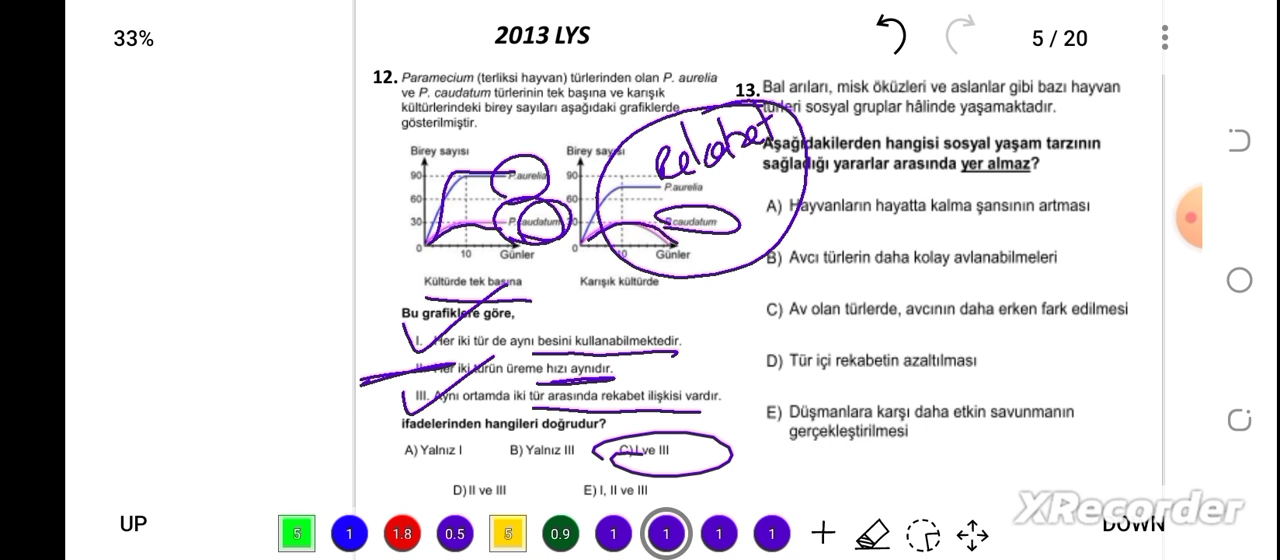 33%
2013 LYS
5 / 20
12. Paramecium (terliksi hayvan) türlerinden olan P. aurelia
ve P. caudatum türlerinin tek başına ve karışık
kültürlerindeki birey sayıları aşağıdaki grafiklerde
gösterilmiştir.
Birey sayısı
90
60
30
0
10
Günler
P.aurelia
P.caudatum
Kültürde tek başına
Birey sayısı
90
60
30
0
10
Günler
P.aurelia
P.caudatum
Karışık kültürde
Rekabet
Bu grafiklere göre,
I. Her iki tür de aynı besini kullanabilmektedir.
II. Her iki türün üreme hızı aynıdır.
III. Aynı ortamda iki tür arasında rekabet ilişkisi vardır.
ifadelerinden hangileri doğrudur?
A) Yalnız I B) Yalnız III C) I ve III
D) II ve III E) I, II ve III
13. Bal arıları, misk öküzleri ve aslanlar gibi bazı hayvan
türleri sosyal gruplar hâlinde yaşamaktadır.
Aşağıdakilerden hangisi sosyal yaşam tarzının
sağladığı yararlar arasında yer almaz?
A) Hayvanların hayatta kalma şansının artması
B) Avcı türlerin daha kolay avlanabilmeleri
C) Av olan türlerde, avcının daha erken fark edilmesi
D) Tür içi rekabetin azaltılması
E) Düşmanlara karşı daha etkin savunmanın
gerçekleştirilmesi
UP
5 1 1.8 0.5 5 0.9 1 1 1 1
DOWN
XRecorder